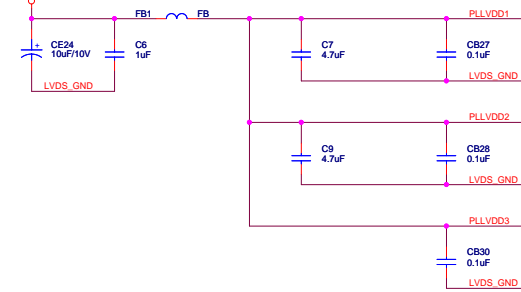 FB1 FB PLLVDD1
CE24 C6 C7 CB27
10uF/10V 1uF 4.7uF 0.1uF
LVDS_GND LVDS_GND
PLLVDD2
C9 CB28
4.7uF 0.1uF
LVDS_GND
PLLVDD3
CB30
0.1uF
LVDS_GND